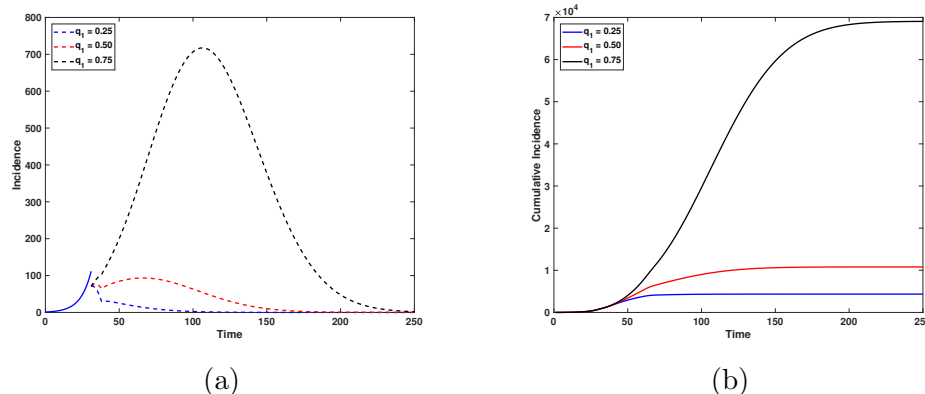 800
700
600
500
400
300
200
100
0
Incidence
0 50 100 150 200 250
Time
q1 = 0.25
q1 = 0.50
q1 = 0.75
(a)
×10^4
7
6
5
4
3
2
1
0
Cumulative Incidence
0 50 100 150 200 250
Time
q1 = 0.25
q1 = 0.50
q1 = 0.75
(b)